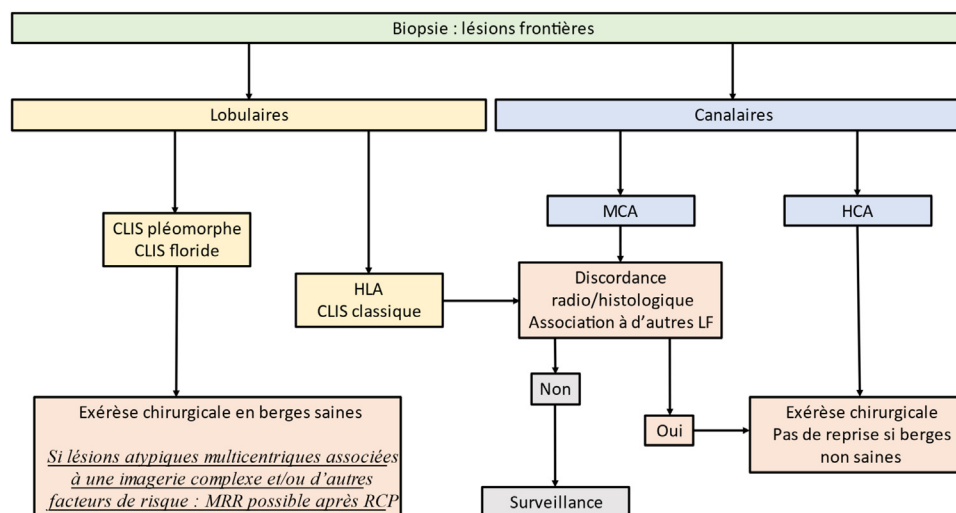 Biopsie : lésions frontières
Lobulaires
Canalaires
CLIS pléomorphe
CLIS floride
MCA
HCA
HLA
CLIS classique
Discordance
radio/histologique
Association à d'autres LF
Non
Oui
Exérèse chirurgicale en berges saines
Si lésions atypiques multicentriques associées
à une imagerie complexe et/ou d'autres
facteurs de risque : MRR possible après RCP
Exérèse chirurgicale
Pas de reprise si berges
non saines
Surveillance